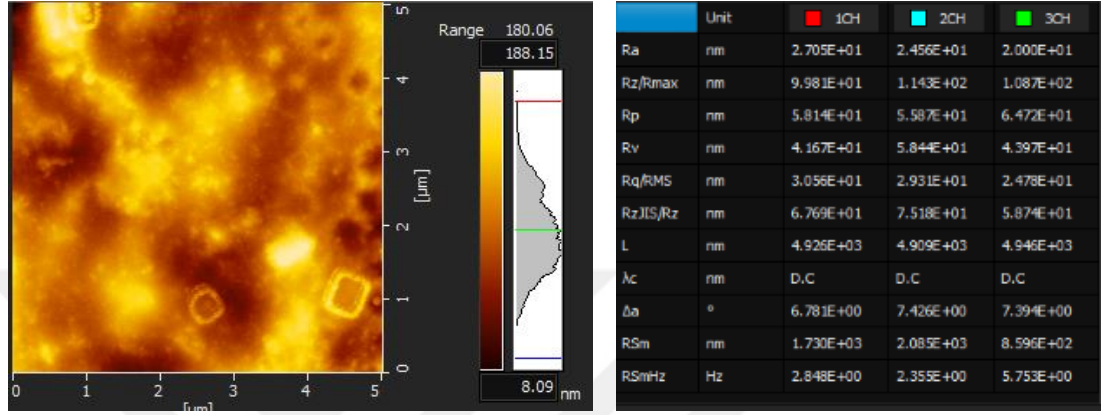 Range 180.06
188.15
5
4
3
2
1
0
[µm]
0 1 2 3 4 5
[µm]
8.09 nm
Unit 1CH 2CH 3CH
Ra nm 2.705E+01 2.456E+01 2.000E+01
Rz/Rmax nm 9.981E+01 1.143E+02 1.087E+02
Rp nm 5.814E+01 5.587E+01 6.472E+01
Rv nm 4.167E+01 5.844E+01 4.397E+01
Rq/RMS nm 3.056E+01 2.931E+01 2.478E+01
RzJIS/Rz nm 6.769E+01 7.518E+01 5.874E+01
L nm 4.926E+03 4.909E+03 4.946E+03
λc nm D.C D.C D.C
Δa ° 6.781E+00 7.426E+00 7.394E+00
RSm nm 1.730E+03 2.085E+03 8.596E+02
RSmHz Hz 2.848E+00 2.355E+00 5.753E+00